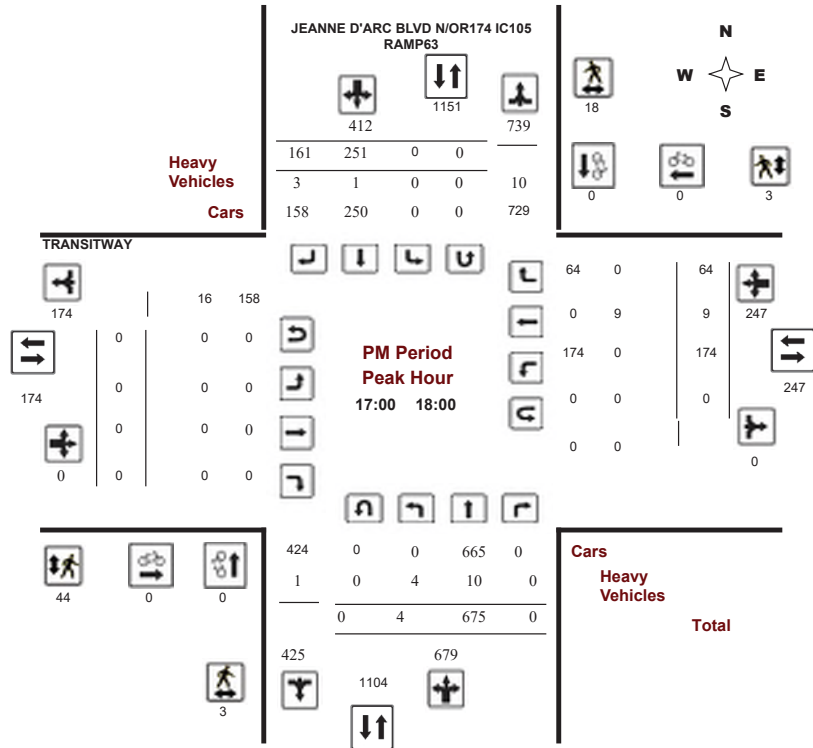 JEANNE D'ARC BLVD N/OR174 IC105
RAMP63
N
W E
S
412 1151 739 18
161 251 0 0
Heavy
Vehicles
3 1 0 0 10
Cars
158 250 0 0 729
0 0 3
TRANSITWAY
174 16 158
64 0 64
0 9 9 247
0 0 0
PM Period
Peak Hour
17:00 18:00
174 0 174
174
247
0 0 0
0 0 0
0 0 0
0 0 0 0
0 0 0
424 0 0 665 0
Cars
1 0 4 10 0
Heavy
Vehicles
44 0 0
0 4 675 0
Total
425 1104 679
3